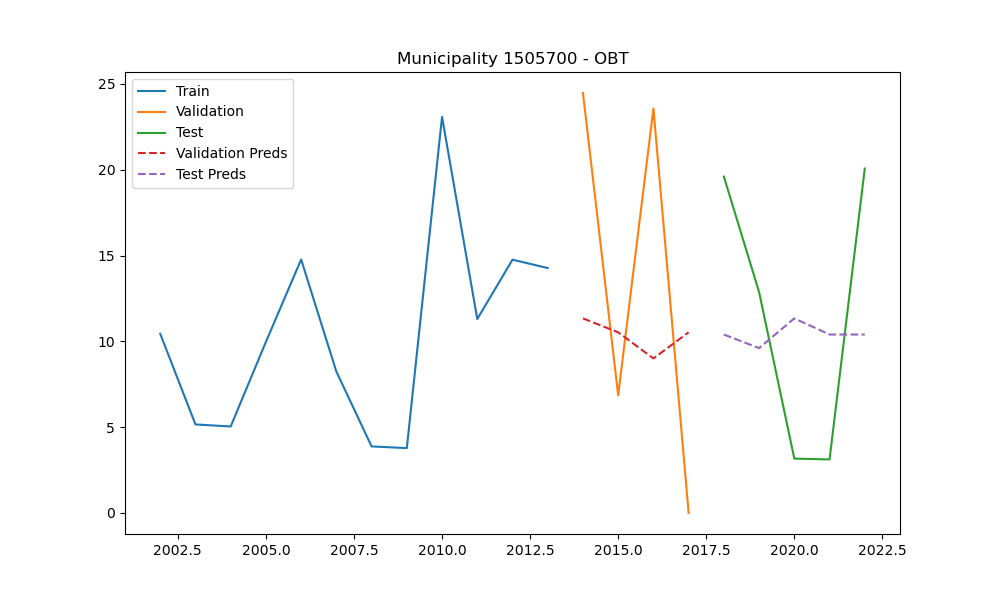 Municipality 1505700 - OBT
Train
Validation
Test
Validation Preds
Test Preds
25
20
15
10
5
0
2002.5 2005.0 2007.5 2010.0 2012.5 2015.0 2017.5 2020.0 2022.5